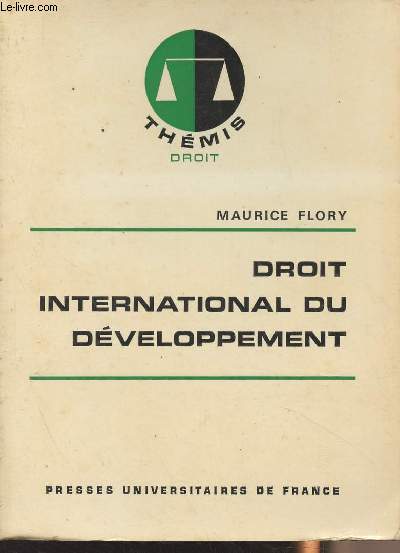 Le-livre.com
THÉMIS
DROIT
MAURICE FLORY
DROIT
INTERNATIONAL DU
DÉVELOPPEMENT
PRESSES UNIVERSITAIRES DE FRANCE